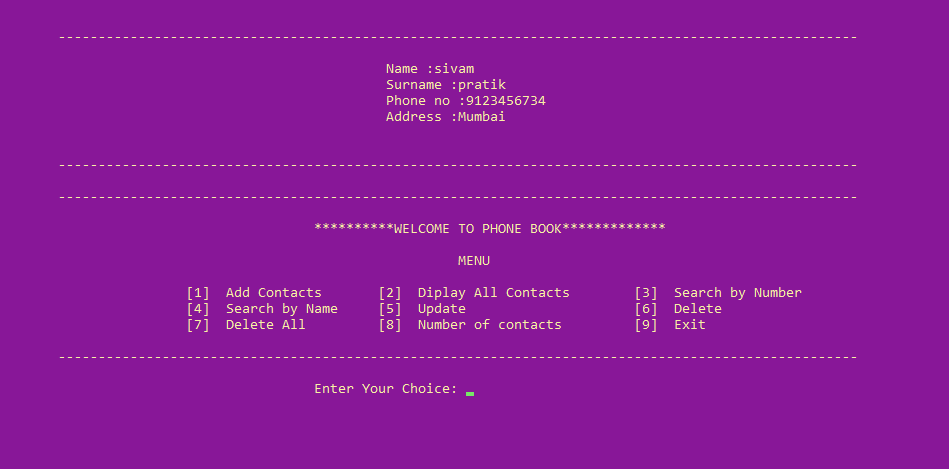 --------------------------------------------------------------------------------------------------
Name :sivam
Surname :pratik
Phone no :9123456734
Address :Mumbai
--------------------------------------------------------------------------------------------------
--------------------------------------------------------------------------------------------------
**********WELCOME TO PHONE BOOK*************
MENU
[1] Add Contacts [2] Diplay All Contacts [3] Search by Number
[4] Search by Name [5] Update [6] Delete
[7] Delete All [8] Number of contacts [9] Exit
--------------------------------------------------------------------------------------------------
Enter Your Choice: